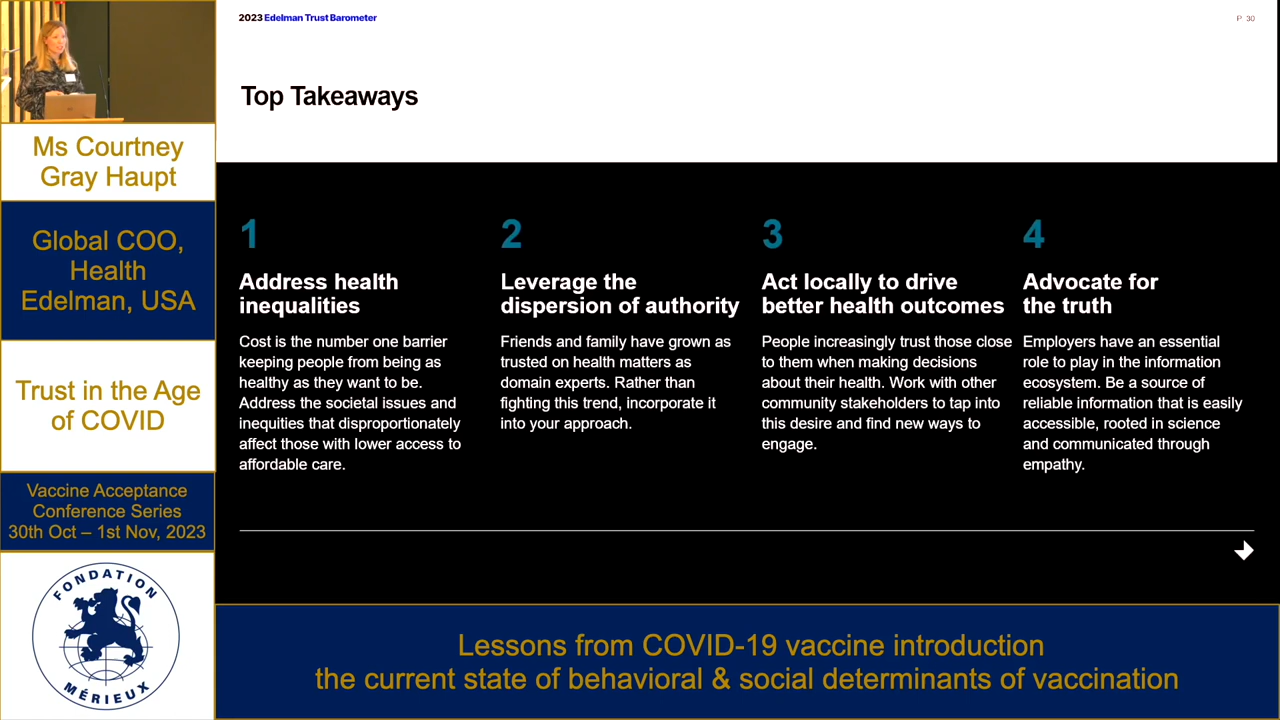 2023 Edelman Trust Barometer
P 30
Top Takeaways
Ms Courtney
Gray Haupt
Global COO,
Health
Edelman, USA
Trust in the Age
of COVID
Vaccine Acceptance
Conference Series
30th Oct – 1st Nov, 2023
FONDATION
MÉRIEUX
1
Address health
inequalities
Cost is the number one barrier
keeping people from being as
healthy as they want to be.
Address the societal issues and
inequities that disproportionately
affect those with lower access to
affordable care.
2
Leverage the
dispersion of authority
Friends and family have grown as
trusted on health matters as
domain experts. Rather than
fighting this trend, incorporate it
into your approach.
3
Act locally to drive
better health outcomes
People increasingly trust those close
to them when making decisions
about their health. Work with other
community stakeholders to tap into
this desire and find new ways to
engage.
4
Advocate for
the truth
Employers have an essential
role to play in the information
ecosystem. Be a source of
reliable information that is easily
accessible, rooted in science
and communicated through
empathy.
Lessons from COVID-19 vaccine introduction
the current state of behavioral & social determinants of vaccination